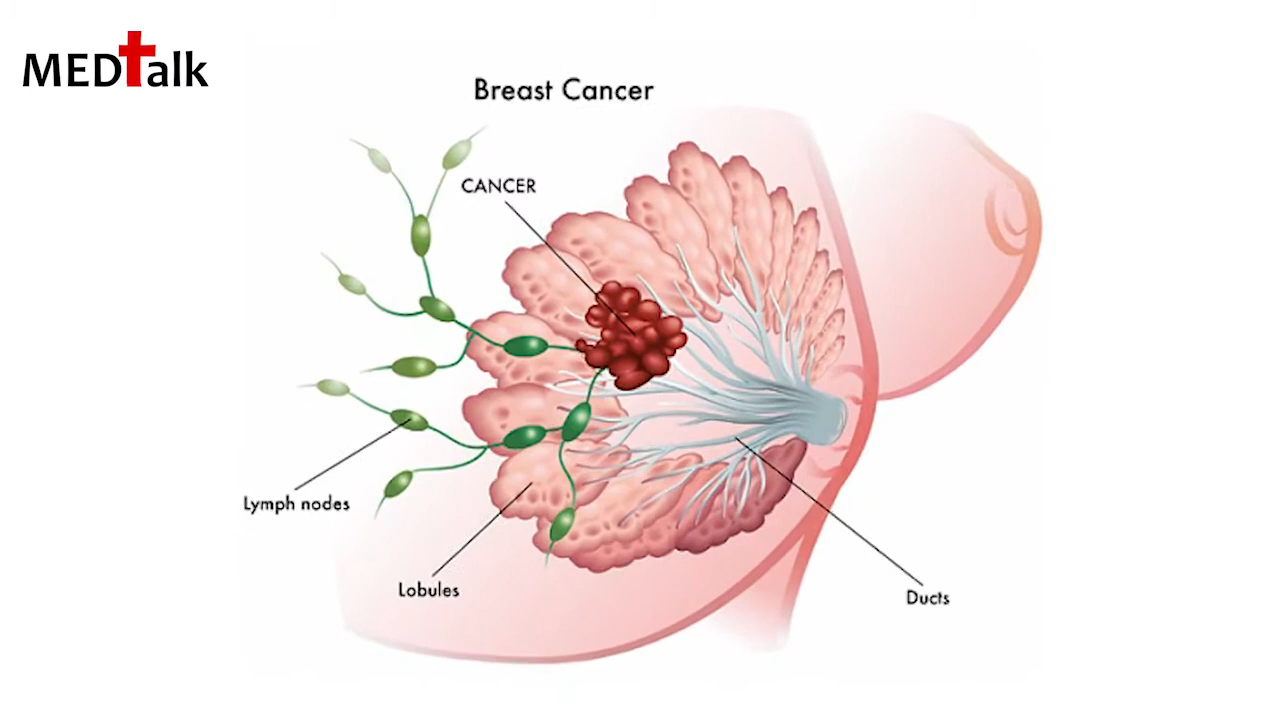 MEDTalk
Breast Cancer
CANCER
Lymph nodes
Lobules
Ducts